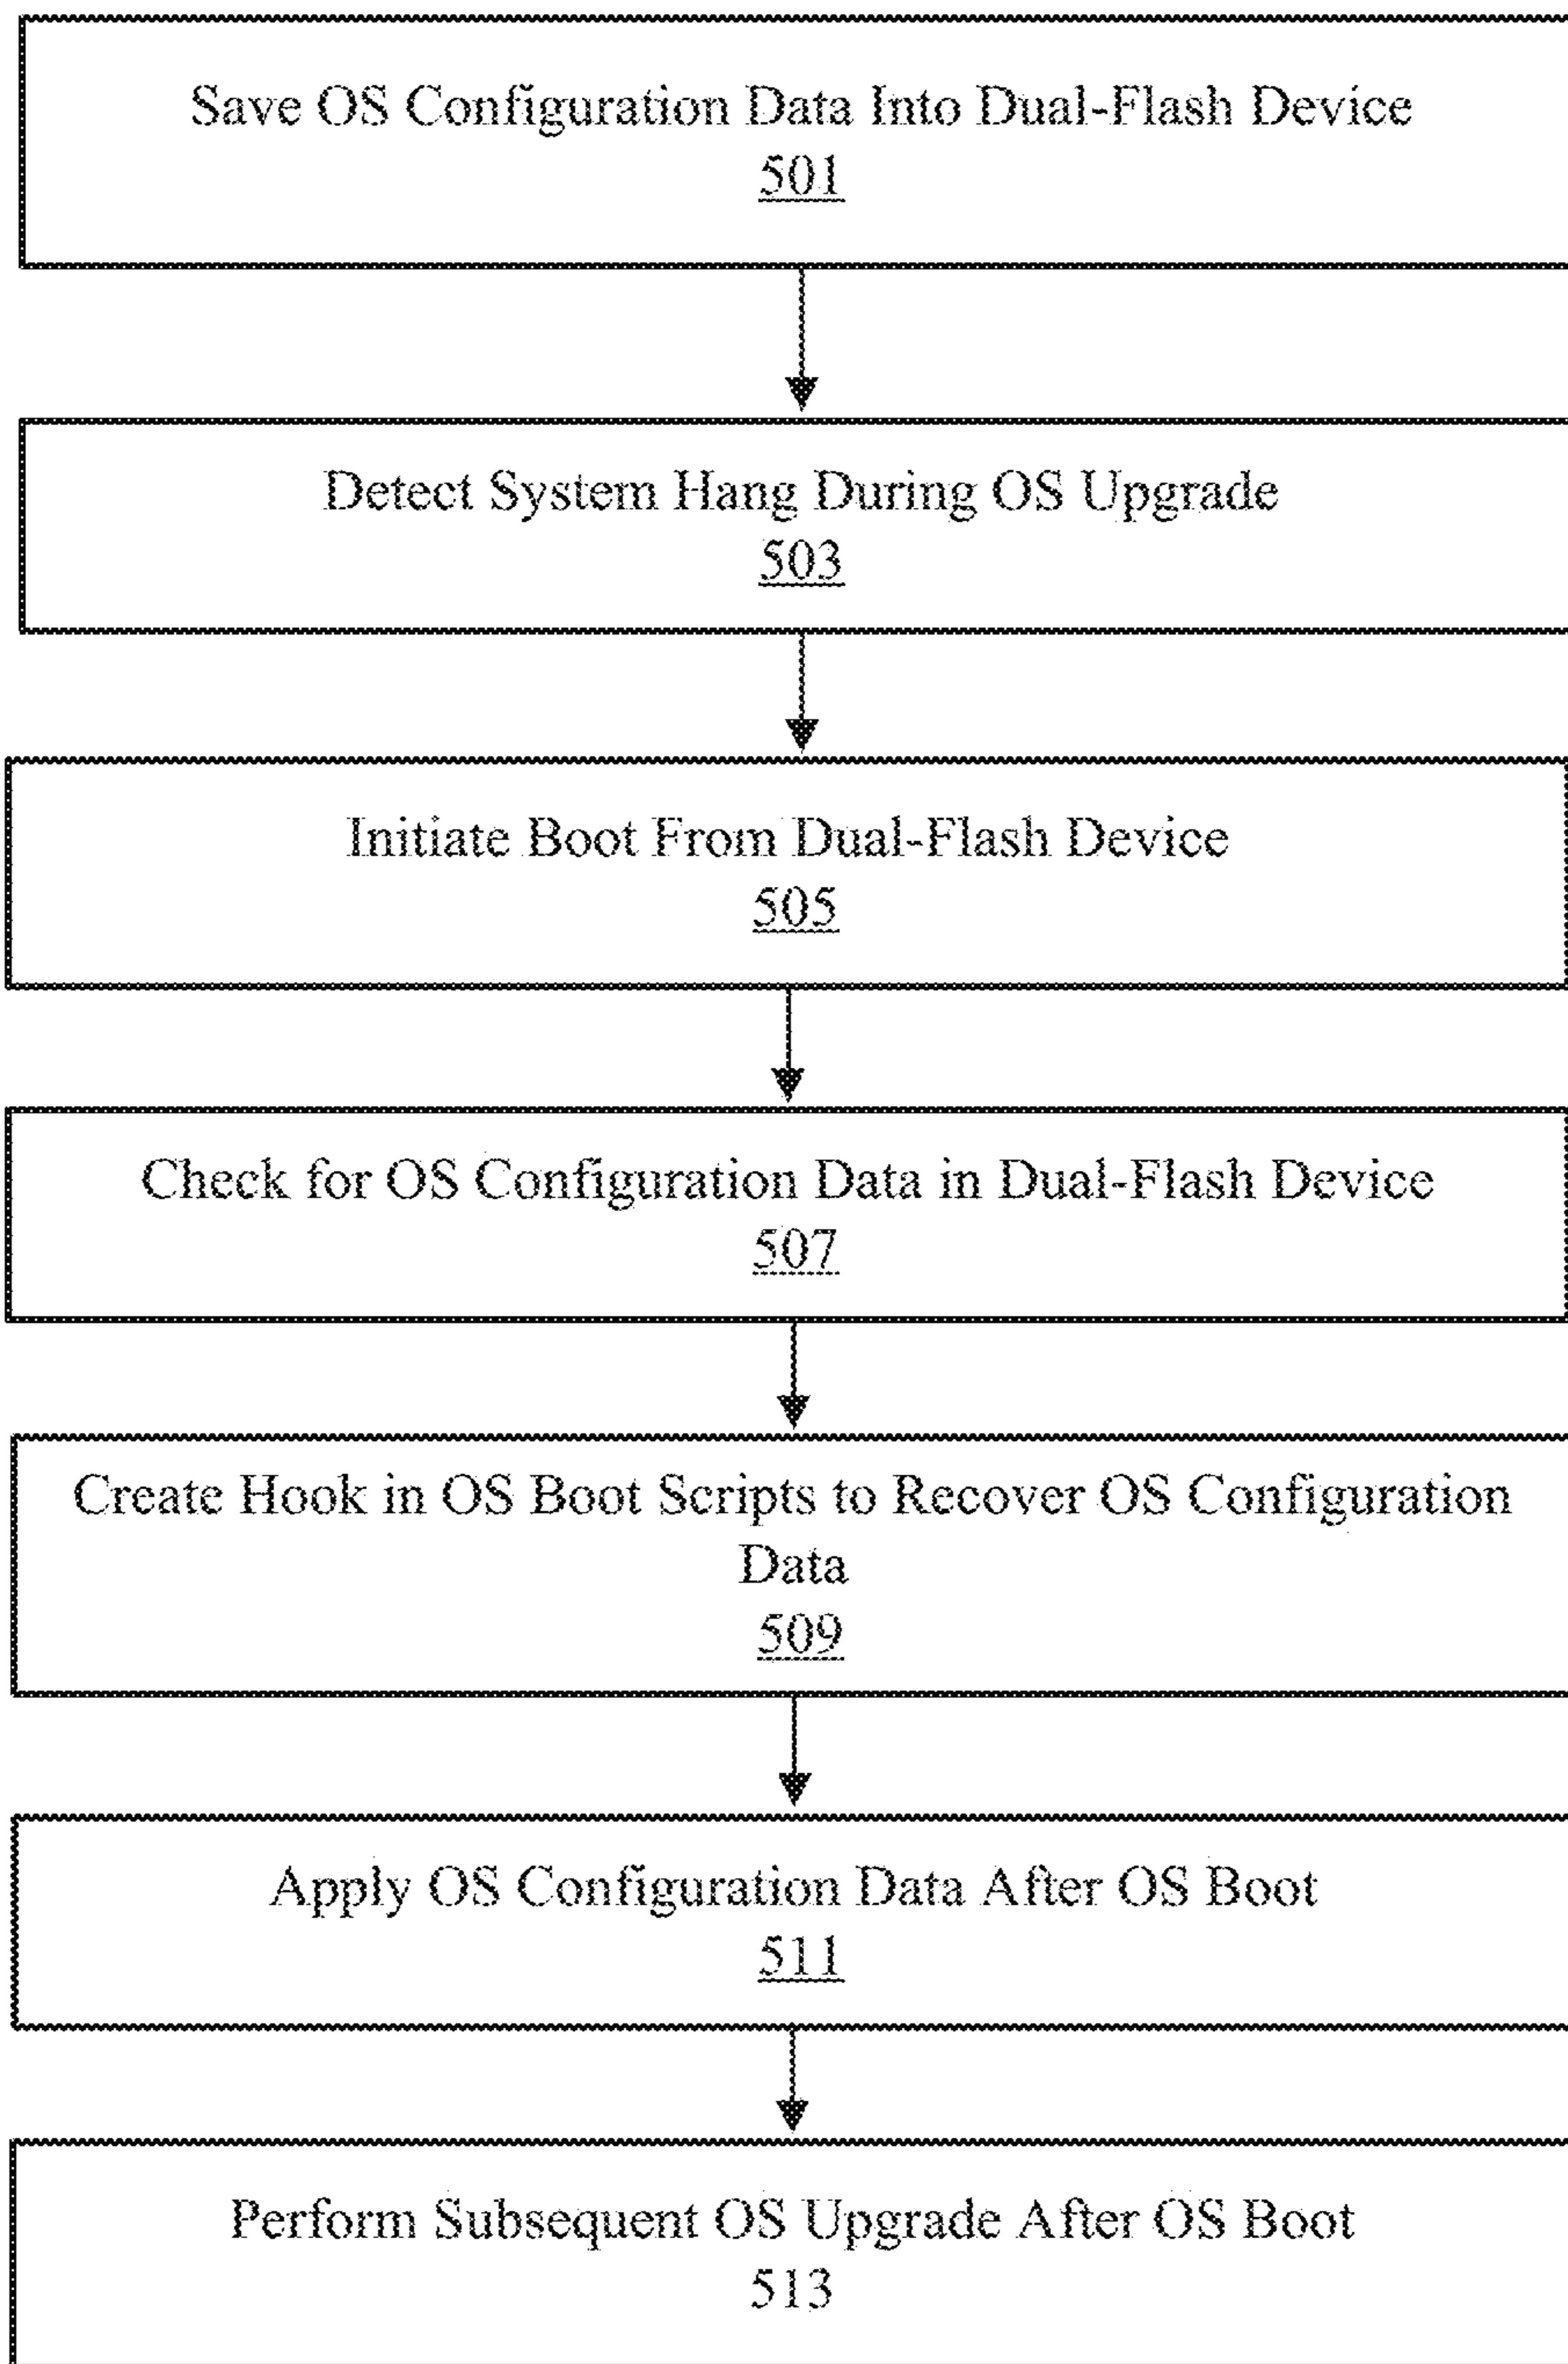 Save OS Configuration Data Into Dual-Flash Device
501
Detect System Hang During OS Upgrade
503
Initiate Boot From Dual-Flash Device
505
Check for OS Configuration Data in Dual-Flash Device
507
Create Hook in OS Boot Scripts to Recover OS Configuration
Data
509
Apply OS Configuration Data After OS Boot
511
Perform Subsequent OS Upgrade After OS Boot
513